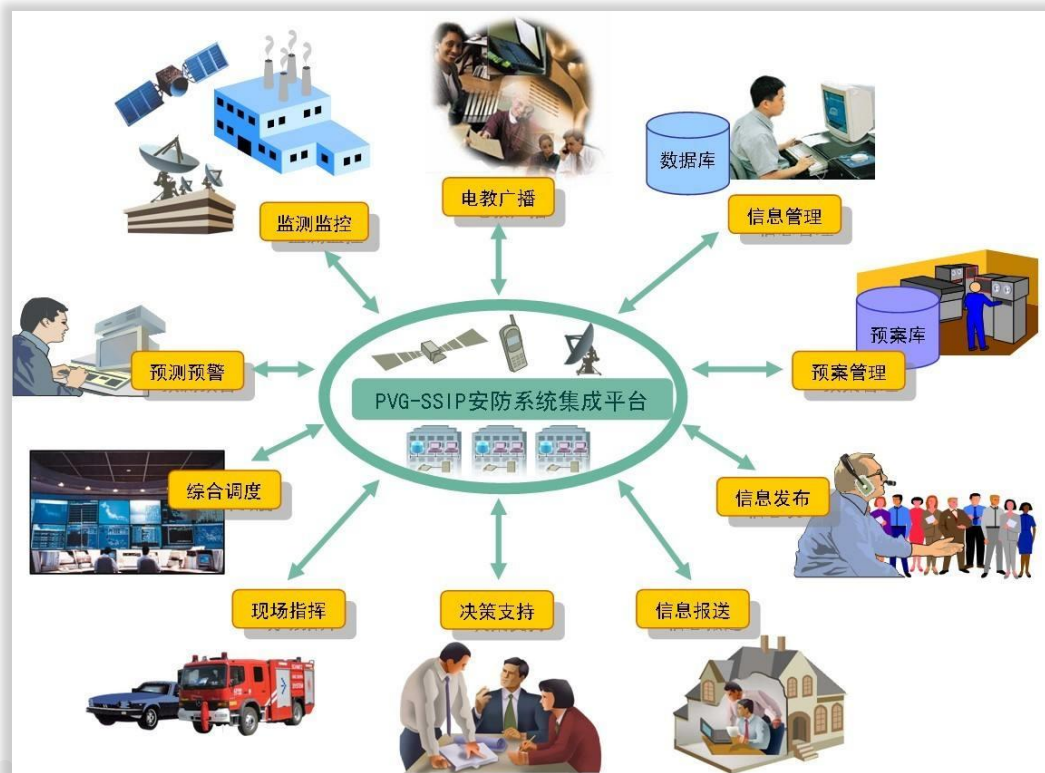 电教广播
数据库
监测监控
信息管理
预案库
预测预警
预案管理
PVG-SSIP安防系统集成平台
综合调度
信息发布
现场指挥
决策支持
信息报送